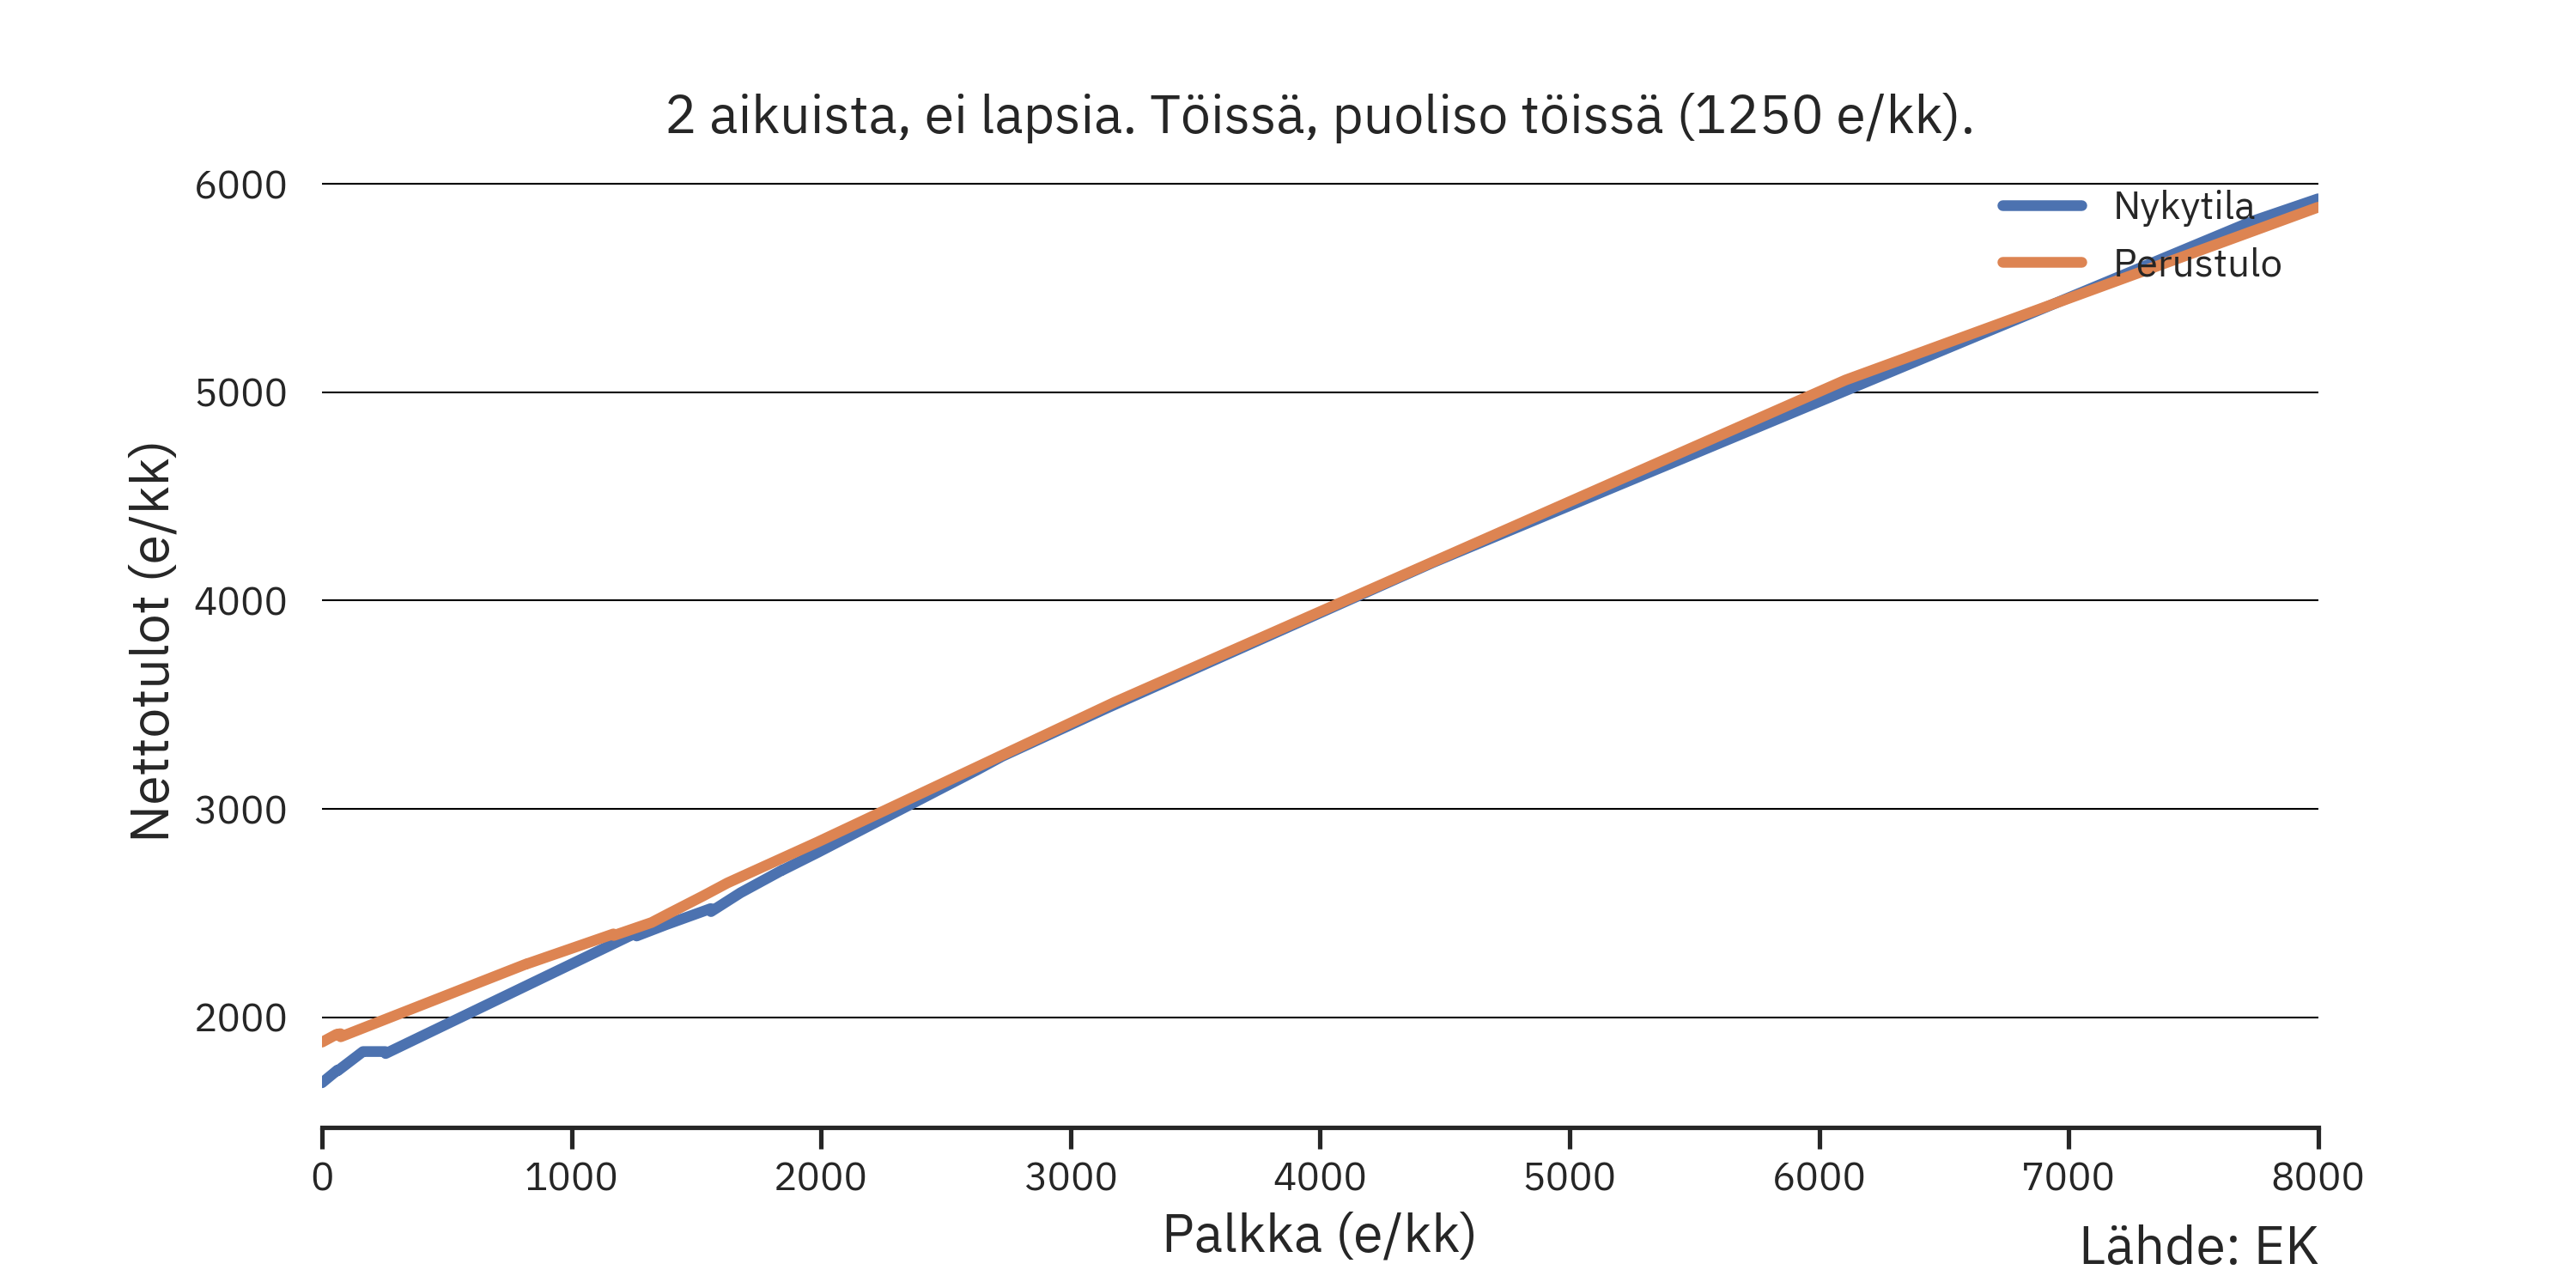 2 aikuista, ei lapsia. Töissä, puoliso töissä (1250 e/kk).
6000
5000
4000
3000
2000
Nettotulot (e/kk)
Nykytila
Perustulo
0 1000 2000 3000 4000 5000 6000 7000 8000
Palkka (e/kk)
Lähde: EK